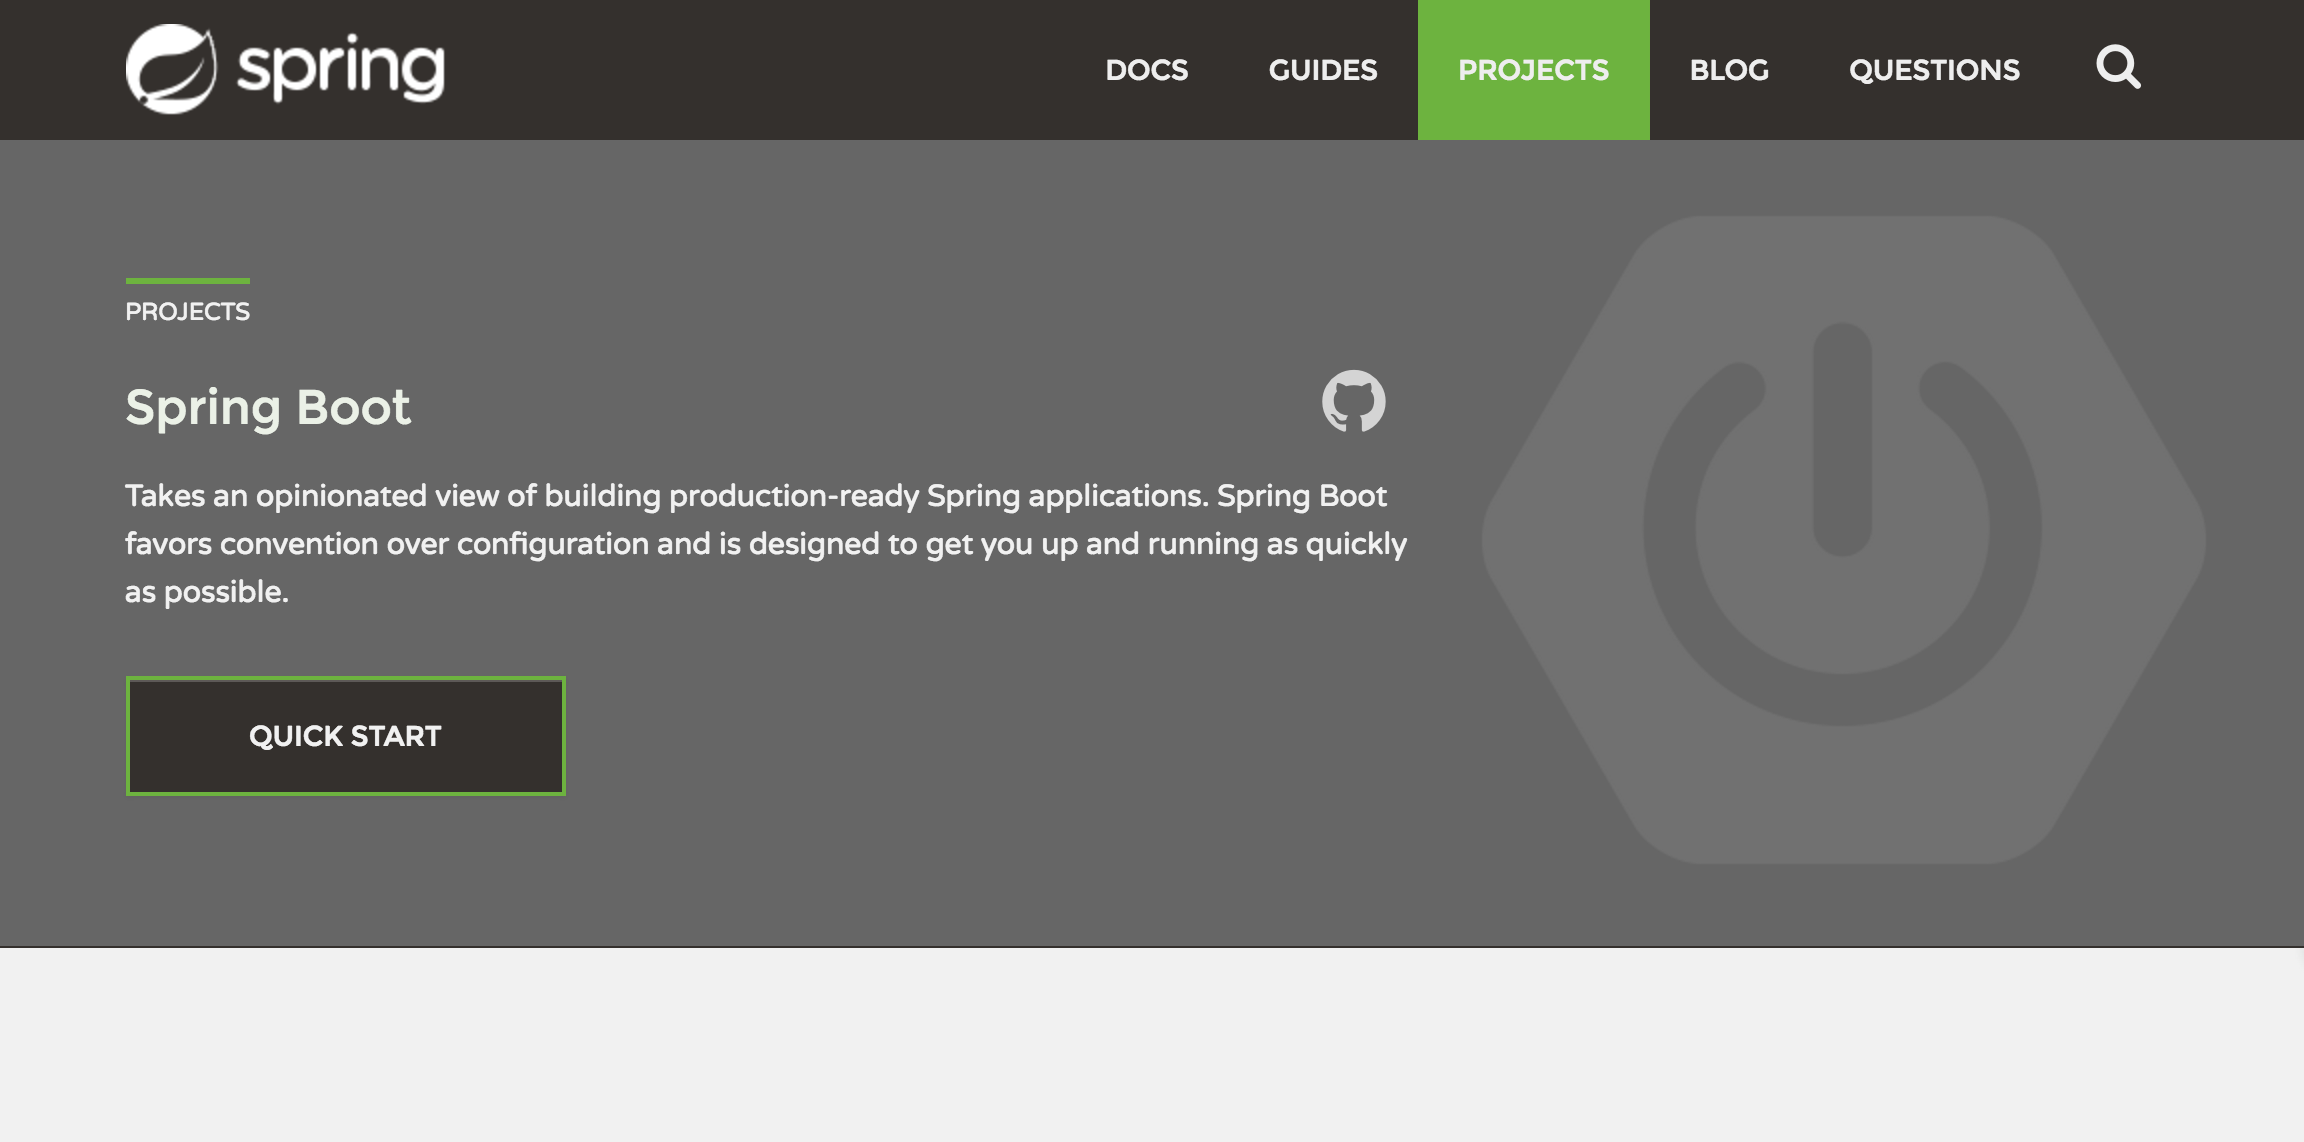 spring
DOCS
GUIDES
PROJECTS
BLOG
QUESTIONS
PROJECTS
Spring Boot
Takes an opinionated view of building production-ready Spring applications. Spring Boot
favors convention over configuration and is designed to get you up and running as quickly
as possible.
QUICK START